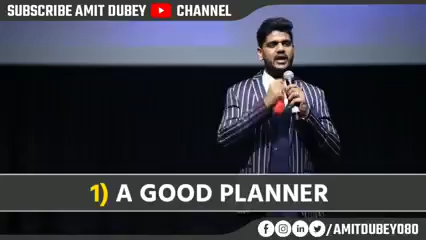 SUBSCRIBE AMIT DUBEY CHANNEL
1) A GOOD PLANNER
/AMITDUBEY080